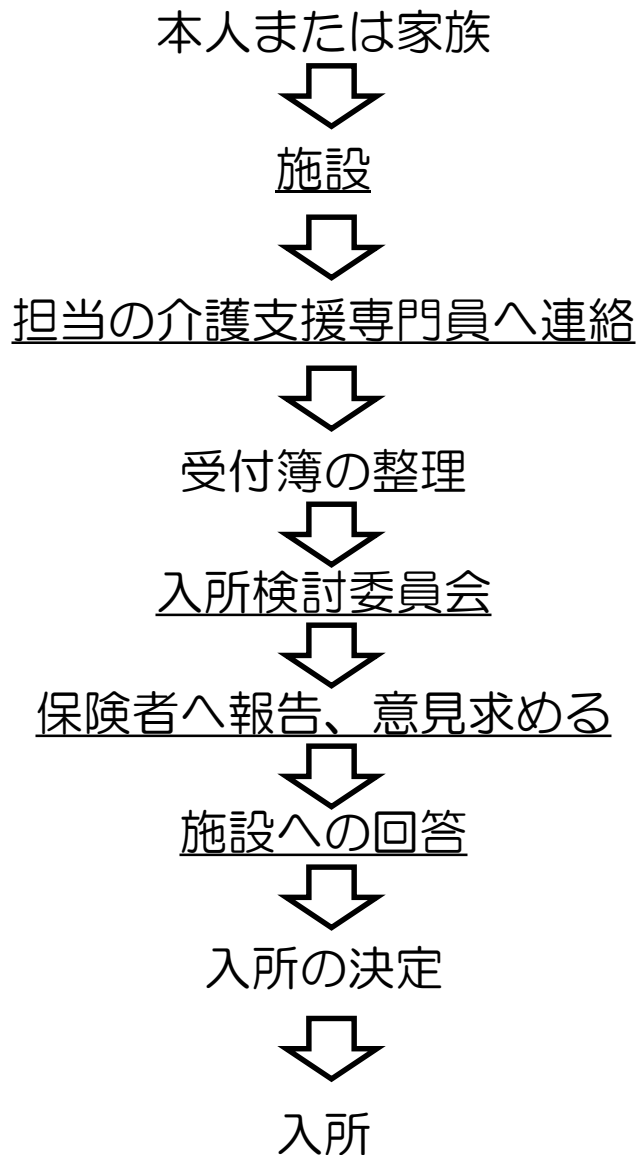 本人または家族
施設
担当の介護支援専門員へ連絡
受付簿の整理
入所検討委員会
保険者へ報告、意見求める
施設への回答
入所の決定
入所